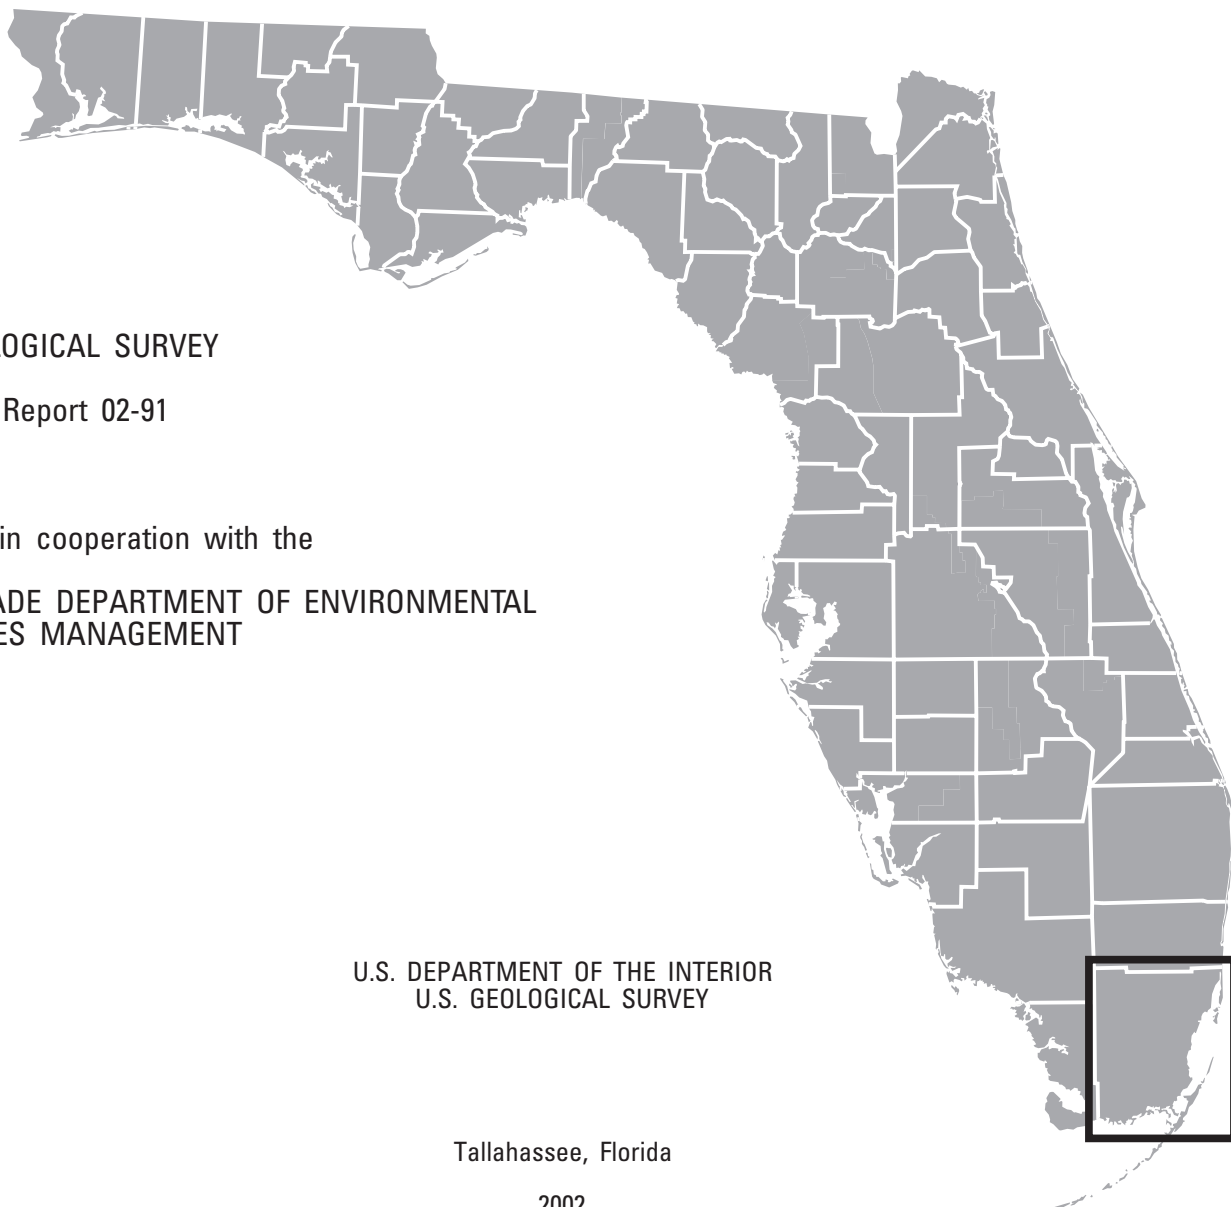 OGICAL SURVEY
Report 02-91
in cooperation with the
ADE DEPARTMENT OF ENVIRONMENTAL
ES MANAGEMENT
U.S. DEPARTMENT OF THE INTERIOR
U.S. GEOLOGICAL SURVEY
Tallahassee, Florida
2002